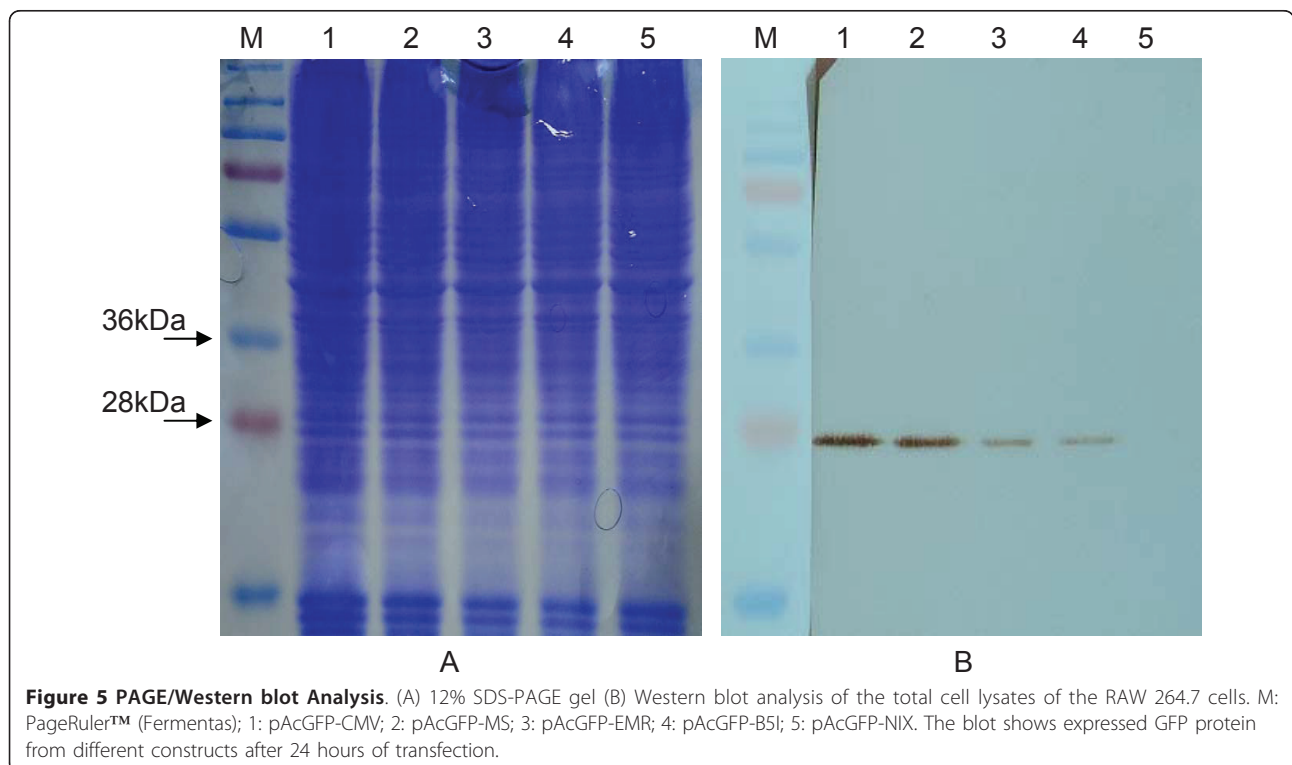 M 1 2 3 4 5 M 1 2 3 4 5
36kDa
28kDa
A B
Figure 5 PAGE/Western blot Analysis. (A) 12% SDS-PAGE gel (B) Western blot analysis of the total cell lysates of the RAW 264.7 cells. M:
PageRuler™ (Fermentas); 1: pAcGFP-CMV; 2: pAcGFP-MS; 3: pAcGFP-EMR; 4: pAcGFP-B5I; 5: pAcGFP-NIX. The blot shows expressed GFP protein
from different constructs after 24 hours of transfection.